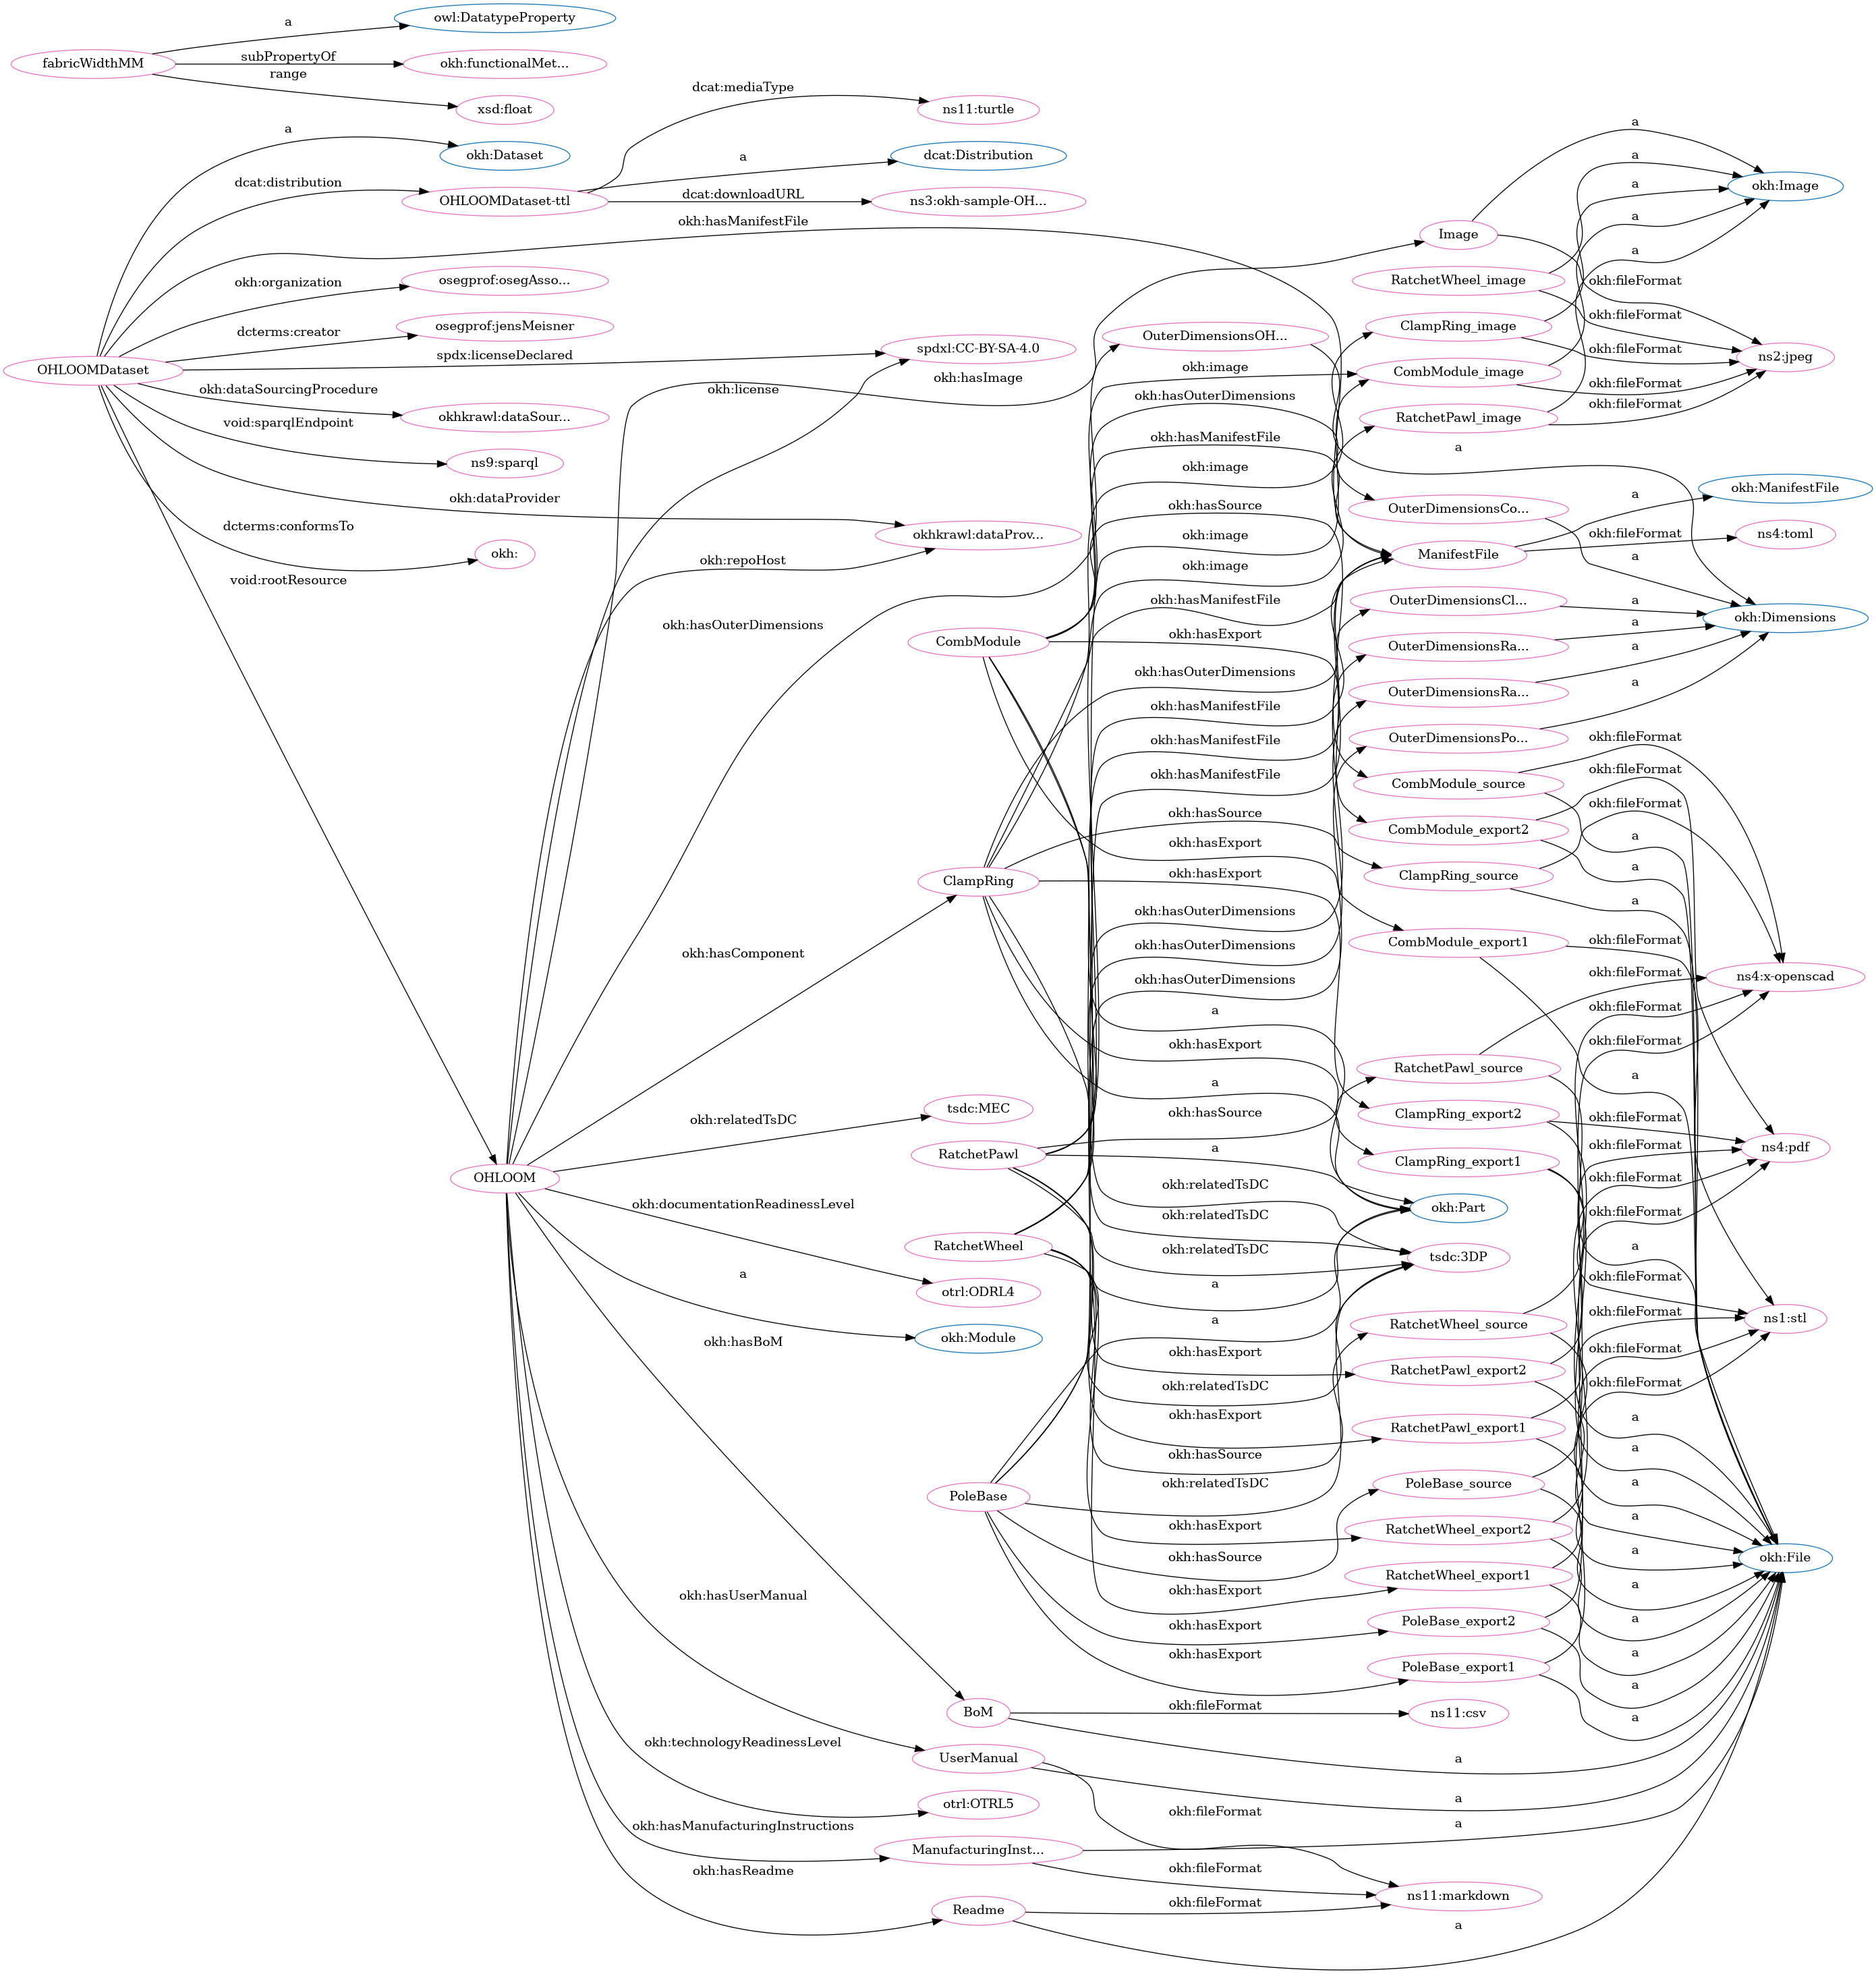 a
owl:DatatypeProperty
fabricWidthMM
subPropertyOf
okh:functionalMet...
range
xsd:float
dcat:mediaType
ns11:turtle
a
okh:Dataset
a
dcat:Distribution
dcat:distribution
OHLOOMDataset-ttl
dcat:downloadURL
ns3:okh-sample-OH...
okh:hasManifestFile
okh:organization
osegprof:osegAsso...
dcterms:creator
osegprof:jensMeisner
OHLOOMDataset
spdx:licenseDeclared
spdxl:CC-BY-SA-4.0
okh:dataSourcingProcedure
okhkrawl:dataSour...
void:sparqlEndpoint
ns9:sparql
okh:dataProvider
okhkrawl:dataProv...
dcterms:conformsTo
okh:
void:rootResource
okh:license
okh:hasImage
okh:repoHost
okh:hasOuterDimensions
okh:hasComponent
okh:relatedTsDC
tsdc:MEC
OHLOOM
okh:documentationReadinessLevel
otrl:ODRL4
a
okh:Module
okh:hasBoM
okh:hasUserManual
okh:technologyReadinessLevel
okh:hasManufacturingInstructions
okh:hasReadme
CombModule
ClampRing
RatchetPawl
RatchetWheel
PoleBase
BoM
UserManual
otrl:OTRL5
ManufacturingInst...
Readme
OuterDimensionsOH...
okh:image
okh:hasOuterDimensions
okh:hasManifestFile
okh:image
okh:hasSource
okh:image
okh:image
okh:hasManifestFile
okh:hasExport
okh:hasOuterDimensions
okh:hasManifestFile
okh:hasManifestFile
okh:hasManifestFile
okh:hasSource
okh:hasExport
okh:hasExport
okh:hasOuterDimensions
okh:hasOuterDimensions
okh:hasOuterDimensions
a
okh:hasExport
a
okh:hasSource
a
okh:relatedTsDC
okh:relatedTsDC
okh:relatedTsDC
a
a
okh:hasExport
okh:relatedTsDC
okh:hasExport
okh:hasSource
okh:relatedTsDC
okh:hasExport
okh:hasSource
okh:hasExport
okh:hasExport
okh:hasExport
okh:fileFormat
a
a
okh:fileFormat
a
okh:fileFormat
okh:fileFormat
a
Image
RatchetWheel_image
ClampRing_image
CombModule_image
RatchetPawl_image
a
OuterDimensionsCo...
ManifestFile
OuterDimensionsCl...
OuterDimensionsRa...
OuterDimensionsRa...
OuterDimensionsPo...
CombModule_source
CombModule_export2
ClampRing_source
CombModule_export1
RatchetPawl_source
ClampRing_export2
ClampRing_export1
okh:Part
tsdc:3DP
RatchetWheel_source
RatchetPawl_export2
RatchetPawl_export1
PoleBase_source
RatchetWheel_export2
RatchetWheel_export1
PoleBase_export2
PoleBase_export1
ns11:csv
ns11:markdown
a
a
a
a
a
okh:fileFormat
okh:fileFormat
okh:fileFormat
okh:fileFormat
okh:fileFormat
a
okh:fileFormat
a
a
a
a
okh:fileFormat
okh:fileFormat
okh:fileFormat
a
a
a
okh:fileFormat
okh:fileFormat
okh:fileFormat
okh:fileFormat
a
okh:fileFormat
okh:fileFormat
okh:fileFormat
okh:fileFormat
a
okh:fileFormat
okh:fileFormat
okh:fileFormat
okh:fileFormat
a
a
a
a
a
a
a
a
a
a
okh:Image
ns2:jpeg
okh:ManifestFile
ns4:toml
okh:Dimensions
ns4:x-openscad
ns4:pdf
ns1:stl
okh:File